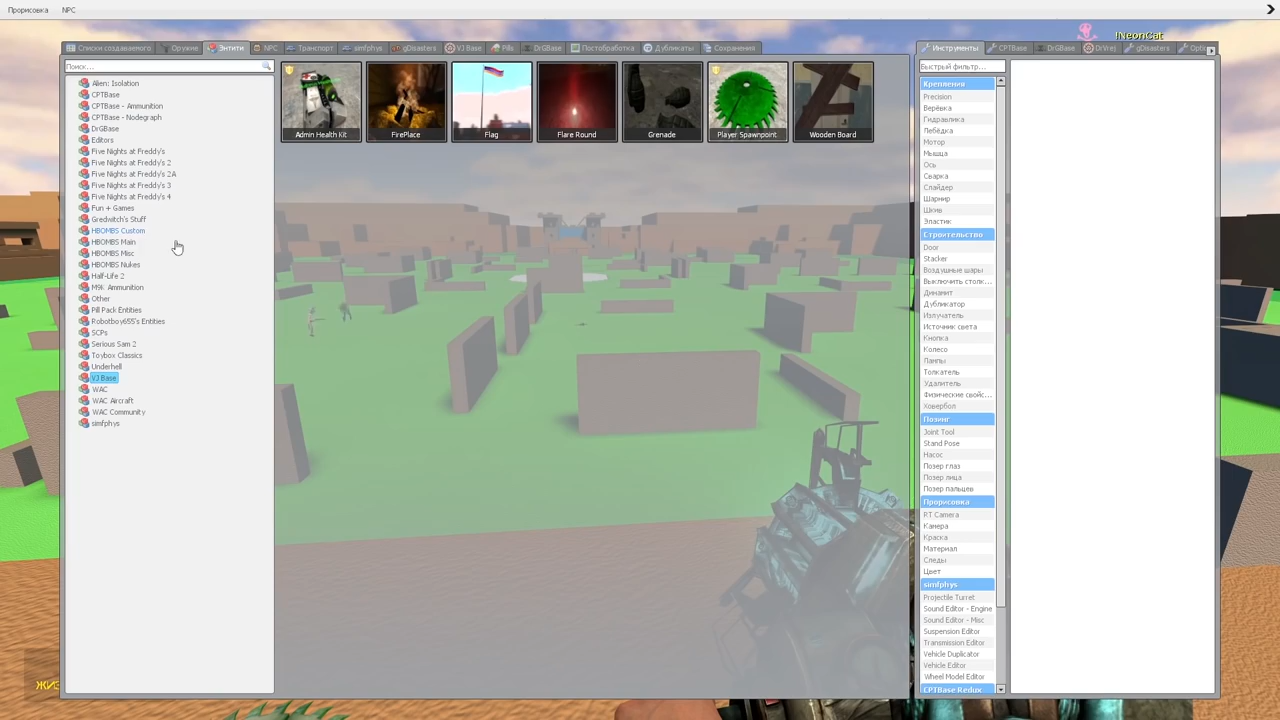 Прорисовка NPC
!NeonCat
Списки создаваемого Оружие Энтити NPC Транспорт simfphys gDisasters VJ Base Pills DrGBase Постобработка Дубликаты Сохранения
Инструменты CPTBase DrGBase DrVrej gDisasters
Поиск...
Alien: Isolation
CPTBase
CPTBase - Ammunition
CPTBase - Nodegraph
DrGBase
Editors
Five Nights at Freddy's
Five Nights at Freddy's 2
Five Nights at Freddy's 2A
Five Nights at Freddy's 3
Five Nights at Freddy's 4
Fun + Games
Gredwitch's Stuff
HBOMBS Custom
HBOMBS Main
HBOMBS Misc
HBOMBS Nukes
Half-Life 2
M9K Ammunition
Other
Pill Pack Entities
Robotboy655's Entities
SCPs
Serious Sam 2
Toybox Classics
Underhell
VJ Base
WAC
WAC Aircraft
WAC Community
simfphys
Admin Health Kit
FirePlace
Flag
Flare Round
Grenade
Player Spawnpoint
Wooden Board
Быстрый фильтр...
Крепления
Precision
Верёвка
Гидравлика
Лебёдка
Мотор
Мышца
Ось
Сварка
Слайдер
Шарнир
Шкив
Эластик
Строительство
Door
Stacker
Воздушные шары
Выключить столк...
Динамит
Дубликатор
Излучатель
Источник света
Кнопка
Колесо
Лампы
Толкатель
Удалитель
Физические свойс...
Ховербол
Позинг
Joint Tool
Stand Pose
Насос
Позер глаз
Позер лица
Позер пальцев
Прорисовка
RT Camera
Камера
Краска
Материал
Следы
Цвет
simfphys
Projectile Turret
Sound Editor - Engine
Sound Editor - Misc
Suspension Editor
Transmission Editor
Vehicle Duplicator
Vehicle Editor
Wheel Model Editor
CPTBase Redux